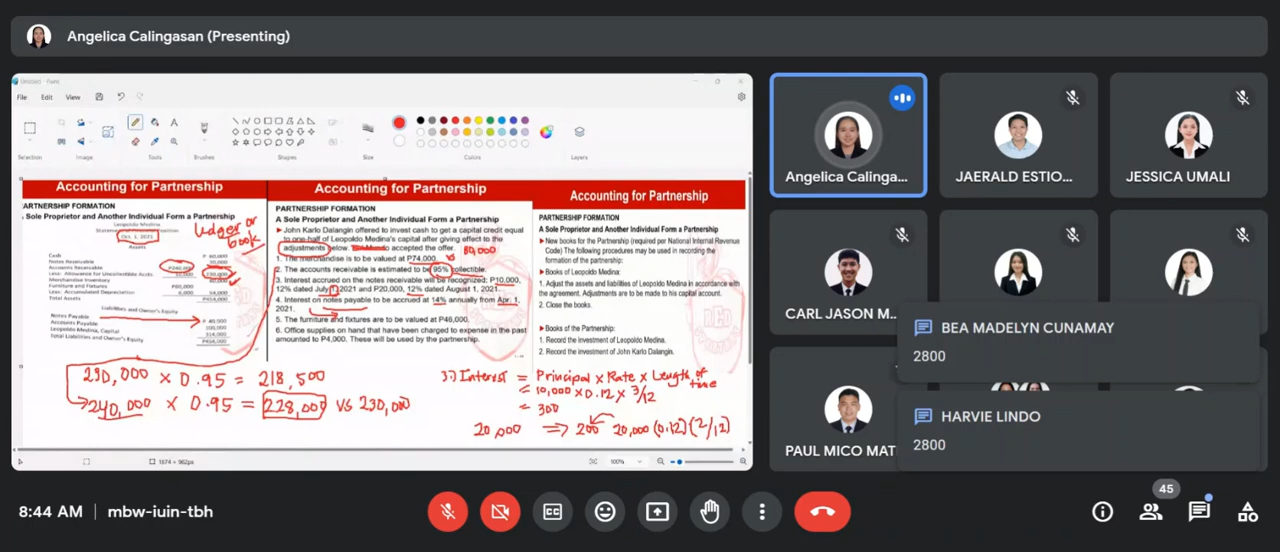 Angelica Calingasan (Presenting)
File Edit View
Selection Image Tools Brushes Shapes Size Colors Layers
Accounting for Partnership
ARTNERSHIP FORMATION
Sole Proprietor and Another Individual Form a Partnership
Leopoldo Medina
Oct. 1, 2021
Assets
Ledger or
book
Cash
Notes Receivable
Accounts Receivable
Less: Allowance for Uncollectible Accts.
Merchandise Inventory
Furniture and Fixtures
Less: Accumulated Depreciation
Total Assets
Liabilities and Owner's Equity
Notes Payable
Accounts Payable
Leopoldo Medina, Capital
Total Liabilities and Owner's Equity
Accounting for Partnership
PARTNERSHIP FORMATION
A Sole Proprietor and Another Individual Form a Partnership
John Karlo Dalangin offered to invest cash to get a capital credit equal
to one-half of Leopoldo Medina's capital after giving effect to the
adjustments below. accepted the offer.
1. The merchandise is to be valued at P74,000. vs 80,000
2. The accounts receivable is estimated to be 95% collectible.
3. Interest accrued on the notes receivable will be recognized: P10,000,
12% dated July 2021 and P20,000, 12% dated August 1, 2021.
4. Interest on notes payable to be accrued at 14% annually from Apr. 1,
2021.
5. The furniture and fixtures are to be valued at P46,000.
6. Office supplies on hand that have been charged to expense in the past
amounted to P4,000. These will be used by the partnership.
Accounting for Partnership
PARTNERSHIP FORMATION
A Sole Proprietor and Another Individual Form a Partnership
New books for the Partnership (required per National Internal Revenue
Code) The following procedures may be used in recording the
formation of the partnership:
Books of Leopoldo Medina:
1. Adjust the assets and liabilities of Leopoldo Medina in accordance with
the agreement. Adjustments are to be made to his capital account.
2. Close the books.
Books of the Partnership:
1. Record the investment of Leopoldo Medina.
2. Record the investment of John Karlo Dalangin.
230,000 × 0.95 = 218,500
240,000 × 0.95 = 228,000 vs 230,000
3.) Interest = Principal × Rate × Length of
time
= 10,000 × 0.12 × 3/12
= 300
20,000 ⇒ 200 20,000 (0.12) (2/12)
1874 × 962px
100%
Angelica Calinga...
JAERALD ESTIO...
JESSICA UMALI
CARL JASON M...
BEA MADELYN CUNAMAY
2800
PAUL MICO MAT
HARVIE LINDO
2800
8:44 AM | mbw-iuin-tbh
45